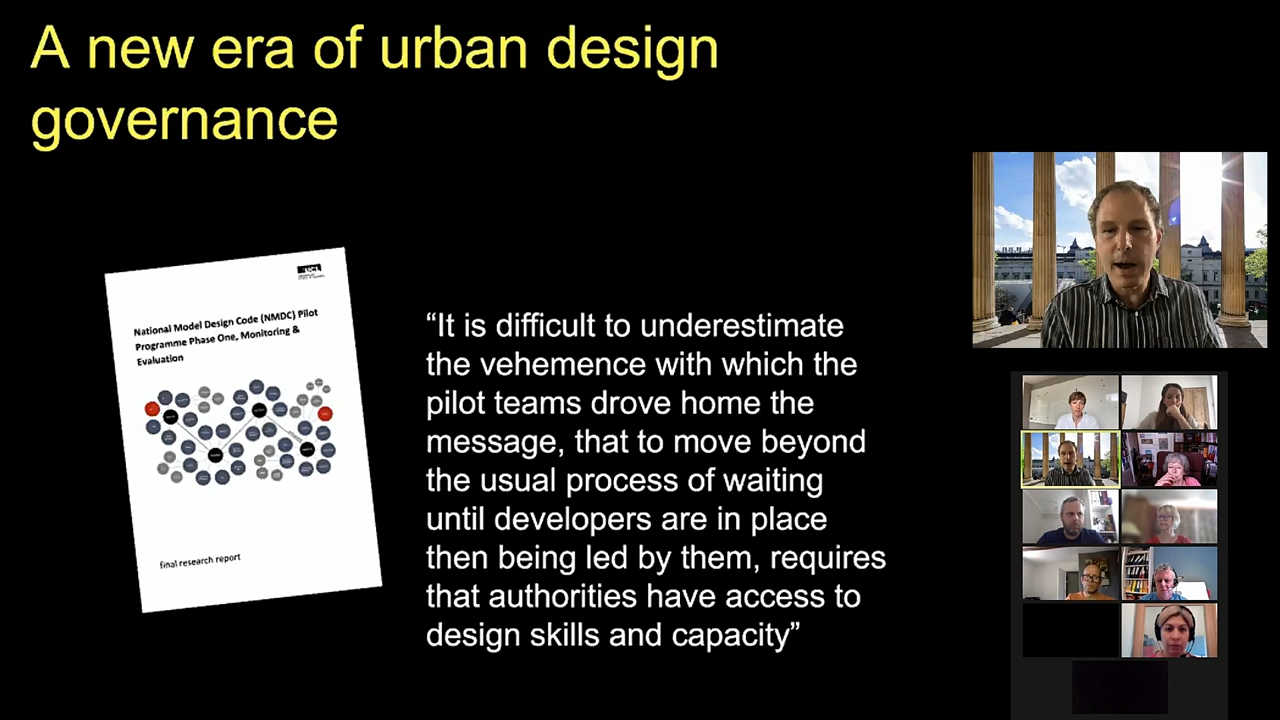 A new era of urban design
governance
UCL
National Model Design Code (NMDC) Pilot
Programme Phase One, Monitoring &
Evaluation
final research report
“It is difficult to underestimate
the vehemence with which the
pilot teams drove home the
message, that to move beyond
the usual process of waiting
until developers are in place
then being led by them, requires
that authorities have access to
design skills and capacity”